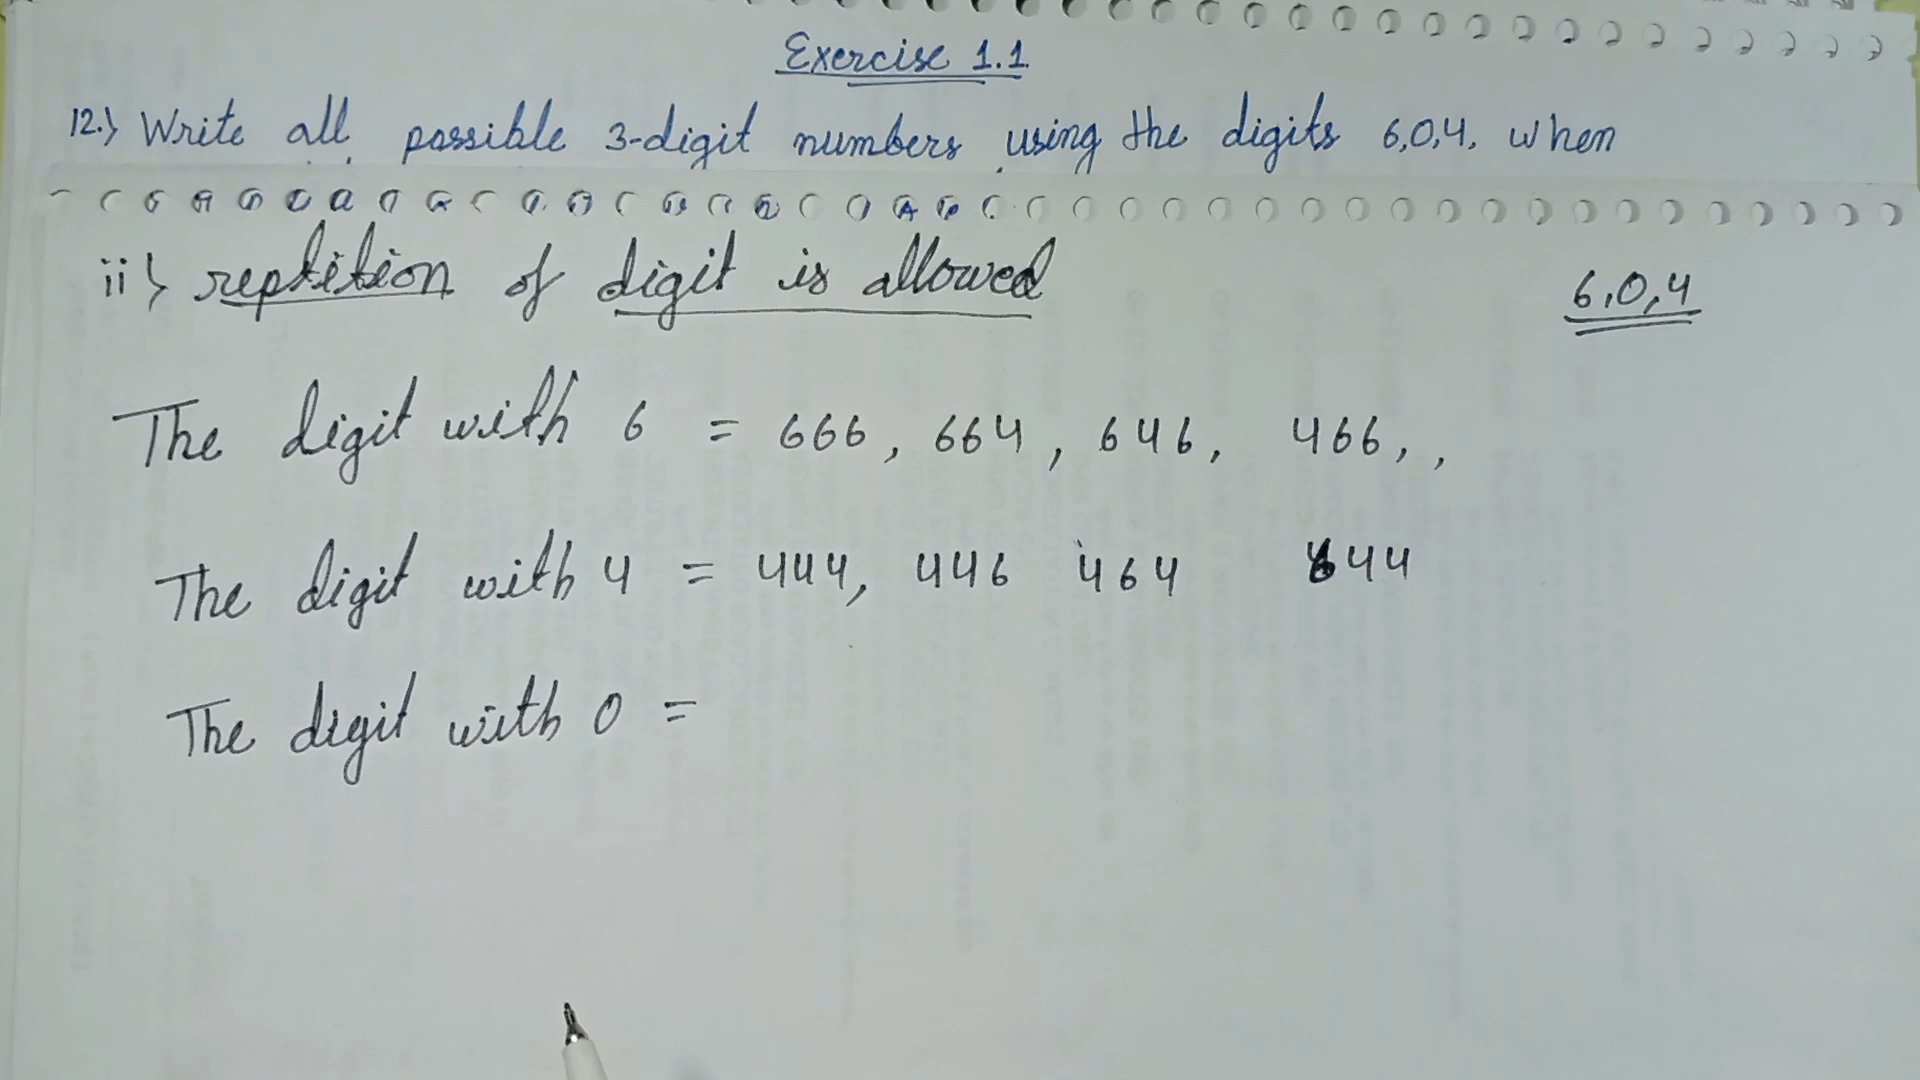 Exercise 1.1
12.) Write all possible 3-digit numbers using the digits 6,0,4, when
ii) reptition of digit is allowed
6,0,4
The digit with 6 = 666, 664, 646, 466, ,
The digit with 4 = 444, 446 464 644
The digit with 0 =